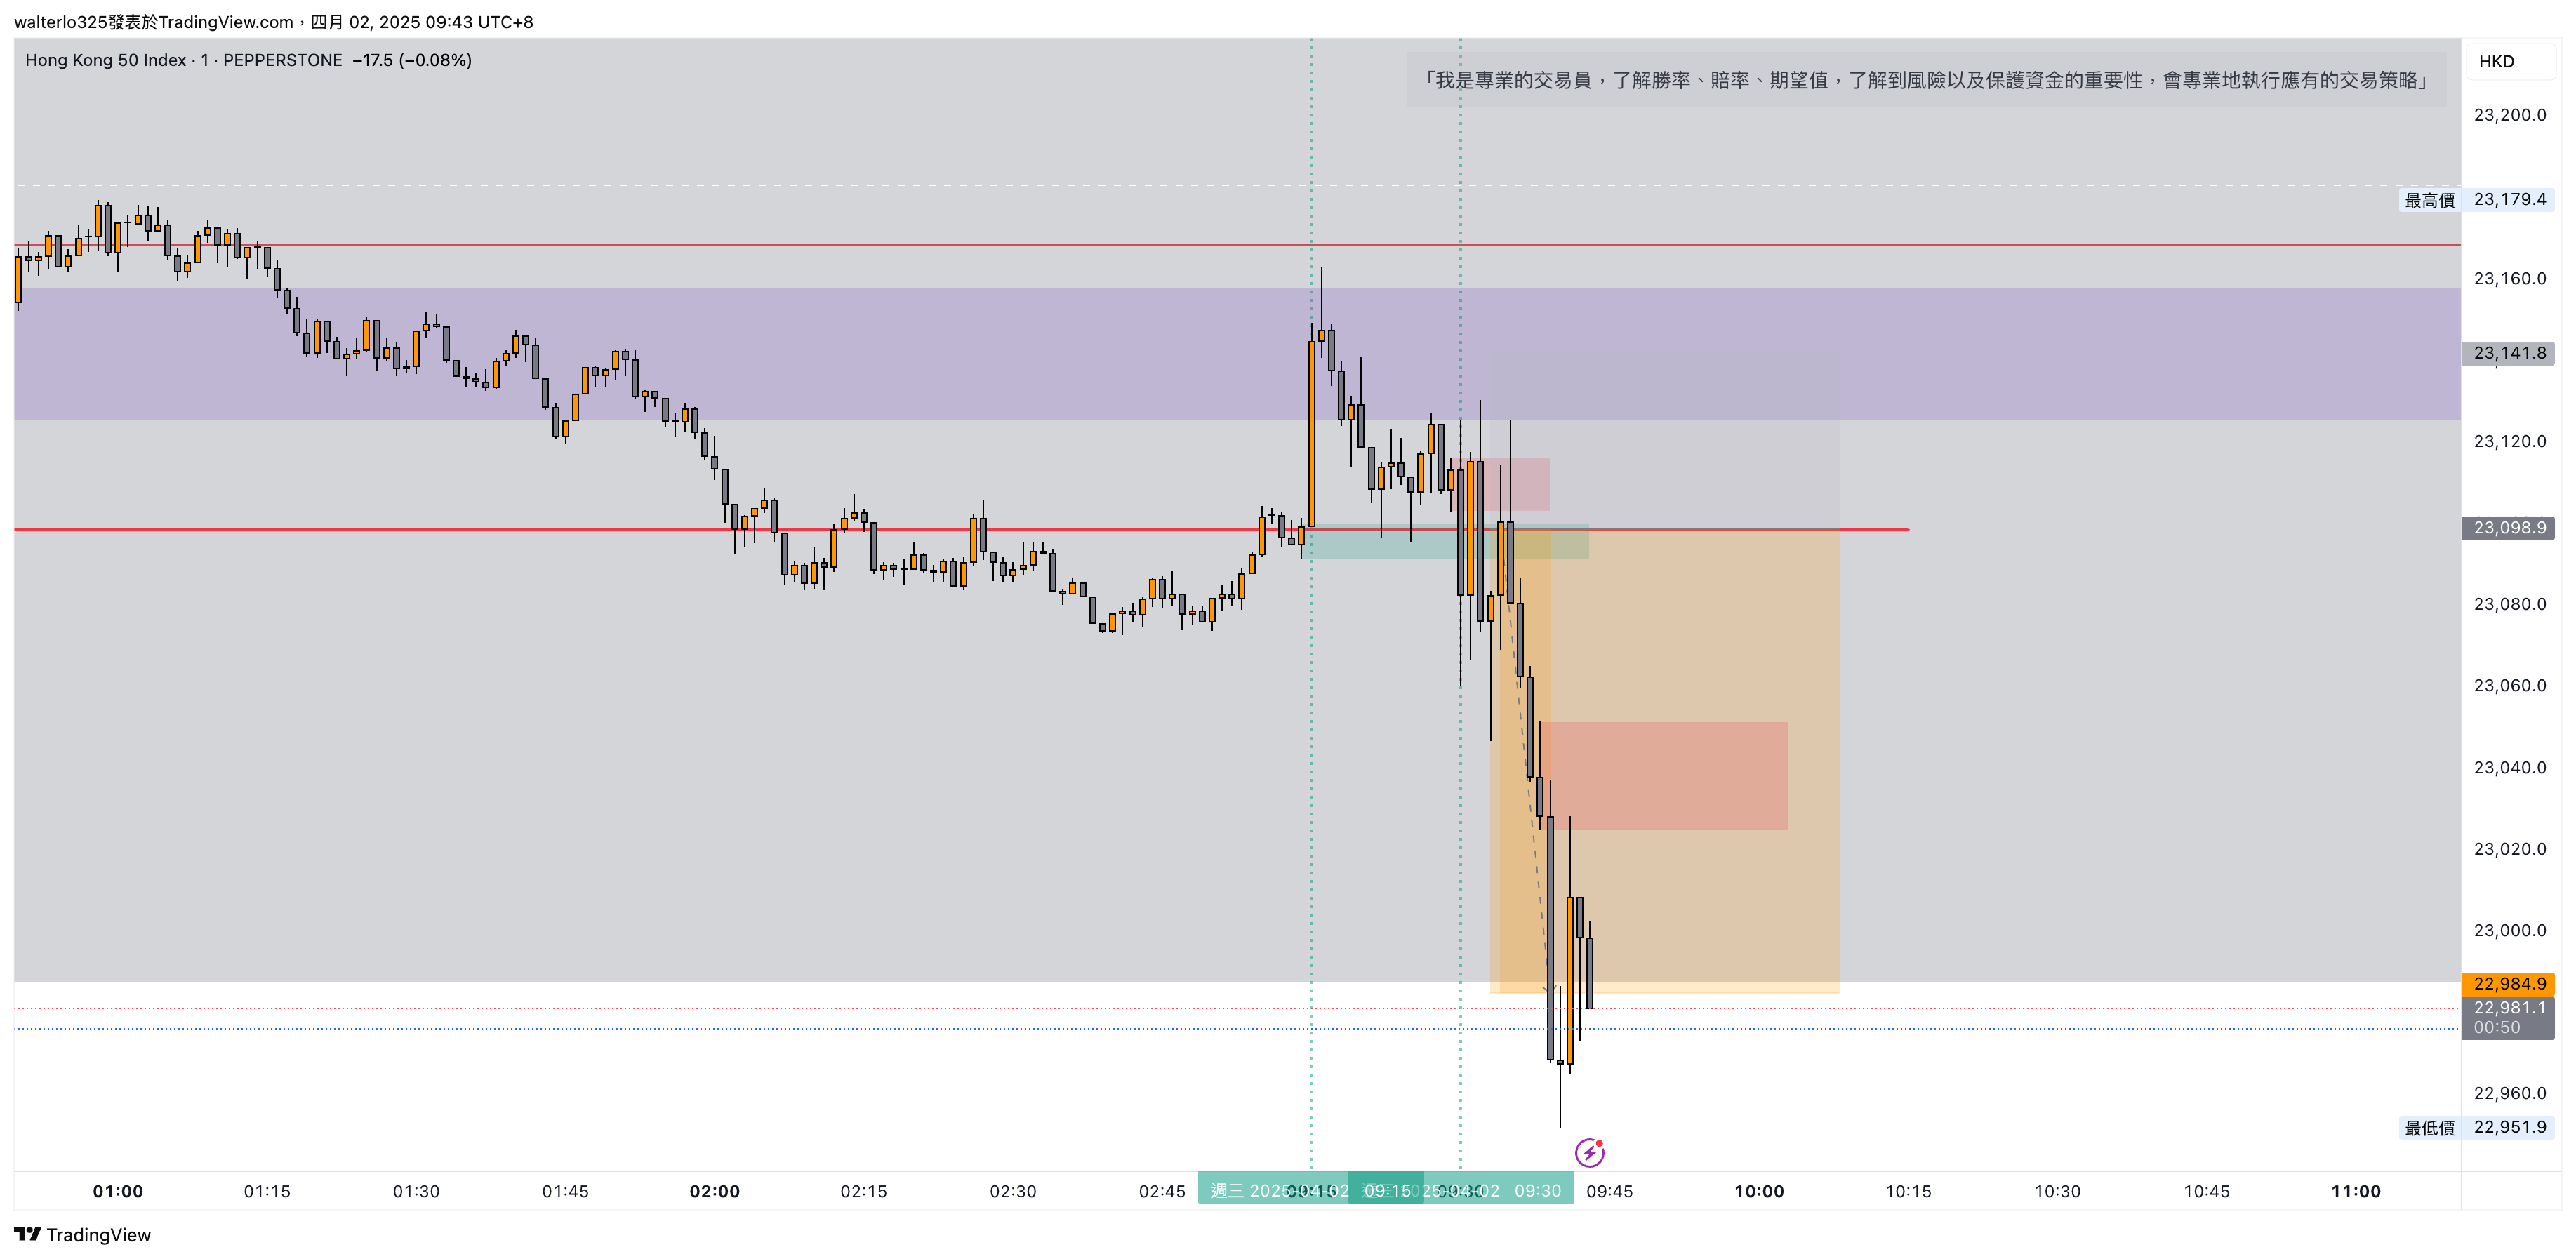 walterlo325發表於TradingView.com，四月 02, 2025 09:43 UTC+8
Hong Kong 50 Index · 1 · PEPPERSTONE −17.5 (−0.08%)
「我是專業的交易員，了解勝率、賠率、期望值，了解到風險以及保護資金的重要性，會專業地執行應有的交易策略」
HKD
23,200.0
最高價 23,179.4
23,160.0
23,141.8
23,120.0
23,098.9
23,080.0
23,060.0
23,040.0
23,020.0
23,000.0
22,984.9
22,981.1
00:50
22,960.0
最低價 22,951.9
01:00 01:15 01:30 01:45 02:00 02:15 02:30 02:45 週三 2025-04-02 09:15 25-04-02 09:30 09:45 10:00 10:15 10:30 10:45 11:00
TradingView